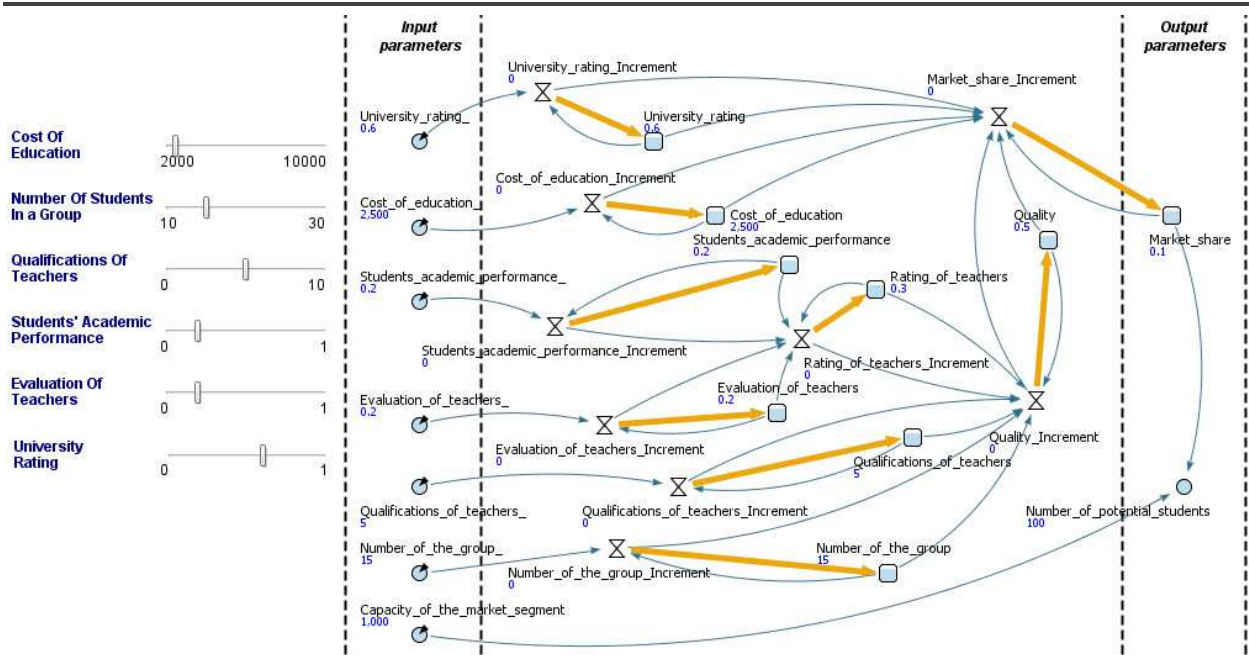 Cost Of
Education
2000
10000
Number Of Students
In a Group
10
30
Qualifications Of
Teachers
0
10
Students' Academic
Performance
0
1
Evaluation Of
Teachers
0
1
University
Rating
0
1
Input
parameters
Output
parameters
University_rating_Increment
0
Market_share_Increment
0
University_rating_
0.6
University_rating
0.6
Cost_of_education_Increment
0
Cost_of_education_
2,500
Cost_of_education
2,500
Quality
0.5
Market_share
0.1
Students_academic_performance
0.2
Students_academic_performance_
0.2
Rating_of_teachers
0.3
Students_academic_performance_Increment
0
Rating_of_teachers_Increment
0
Evaluation_of_teachers
0.2
Evaluation_of_teachers_
0.2
Evaluation_of_teachers_Increment
0
Quality_Increment
0
Qualifications_of_teachers
5
Qualifications_of_teachers_
5
Qualifications_of_teachers_Increment
0
Number_of_potential_students
100
Number_of_the_group_
15
Number_of_the_group
15
Number_of_the_group_Increment
0
Capacity_of_the_market_segment
1,000